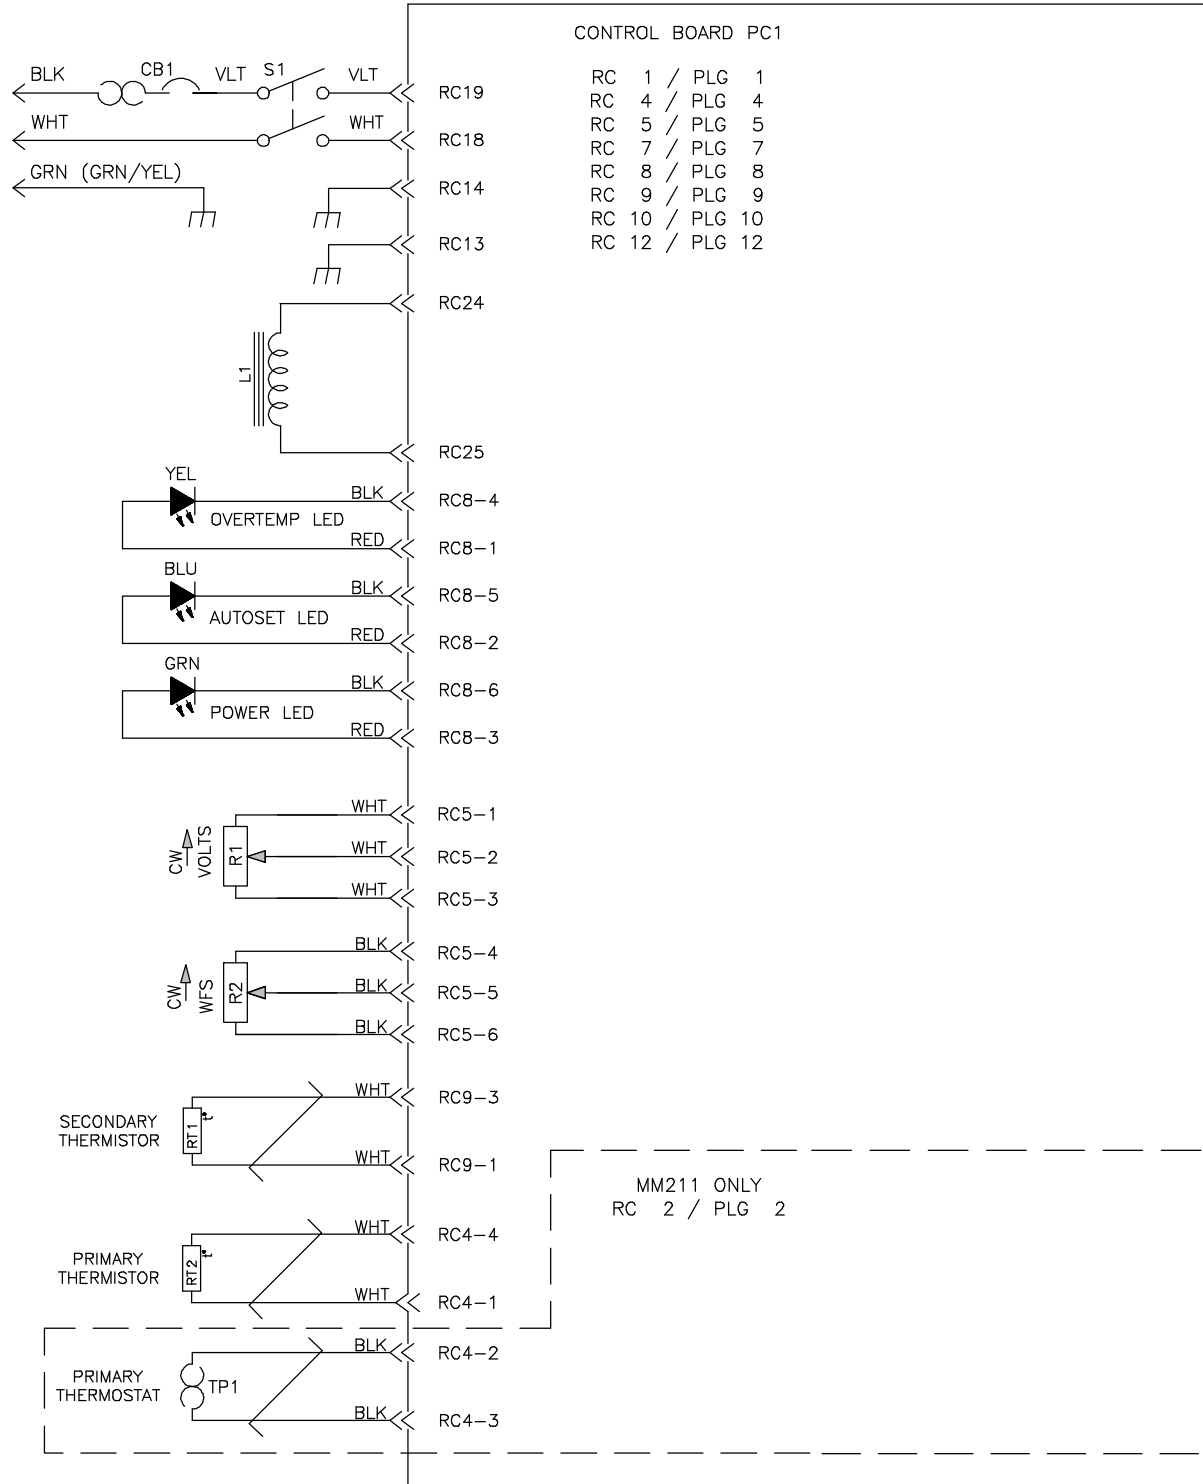 CONTROL BOARD PC1
RC 1 / PLG 1
RC 4 / PLG 4
RC 5 / PLG 5
RC 7 / PLG 7
RC 8 / PLG 8
RC 9 / PLG 9
RC 10 / PLG 10
RC 12 / PLG 12
BLK CB1 VLT S1 VLT RC19
WHT WHT RC18
GRN (GRN/YEL) RC14
RC13
RC24
L1
RC25
YEL
BLK RC8-4
OVERTEMP LED
RED RC8-1
BLU
BLK RC8-5
AUTOSET LED
RED RC8-2
GRN
BLK RC8-6
POWER LED
RED RC8-3
WHT RC5-1
CW VOLTS R1 WHT RC5-2
WHT RC5-3
BLK RC5-4
CW WFS R2 BLK RC5-5
BLK RC5-6
WHT RC9-3
SECONDARY
THERMISTOR
RT1 t°
WHT RC9-1
MM211 ONLY
RC 2 / PLG 2
WHT RC4-4
PRIMARY
THERMISTOR
RT2 t°
WHT RC4-1
BLK RC4-2
PRIMARY
THERMOSTAT
TP1
BLK RC4-3